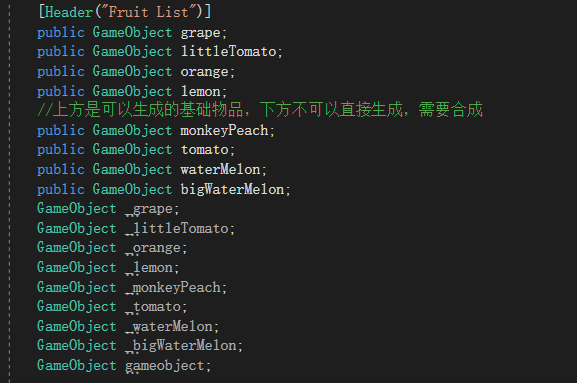 [Header("Fruit List")]
public GameObject grape;
public GameObject littleTomato;
public GameObject orange;
public GameObject lemon;
//上方是可以生成的基础物品，下方不可以直接生成，需要合成
public GameObject monkeyPeach;
public GameObject tomato;
public GameObject waterMelon;
public GameObject bigWaterMelon;
GameObject _grape;
GameObject _littleTomato;
GameObject _orange;
GameObject _lemon;
GameObject _monkeyPeach;
GameObject _tomato;
GameObject _waterMelon;
GameObject _bigWaterMelon;
GameObject gameobject;